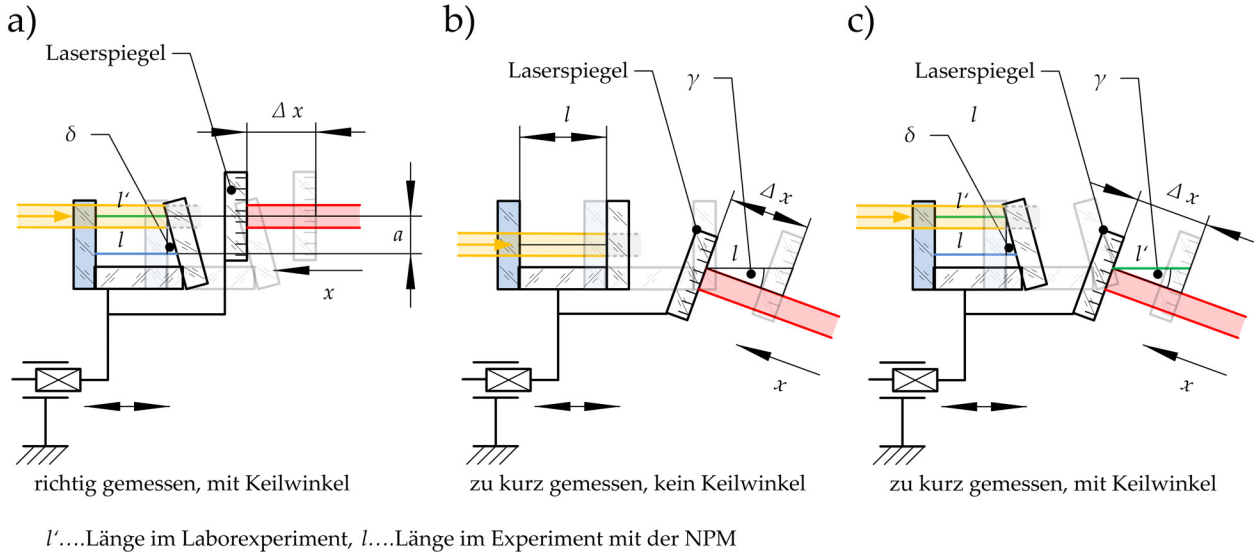 a)
Laserspiegel
Δ x
δ
l‘
l
a
x
richtig gemessen, mit Keilwinkel
b)
Laserspiegel
γ
l
Δ x
l
x
zu kurz gemessen, kein Keilwinkel
c)
Laserspiegel
γ
l
δ
Δ x
l‘
l
l‘
x
zu kurz gemessen, mit Keilwinkel
l‘….Länge im Laborexperiment, l….Länge im Experiment mit der NPM